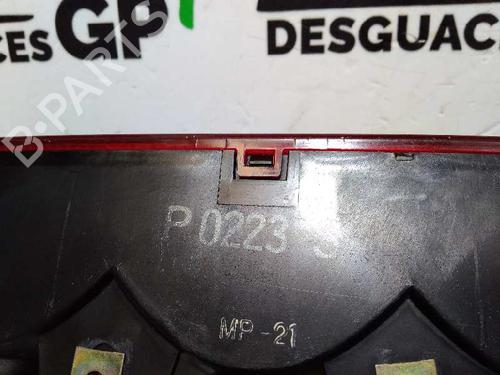 CES GP
DESGUAC
B-PARTS
P 0223
MP-21